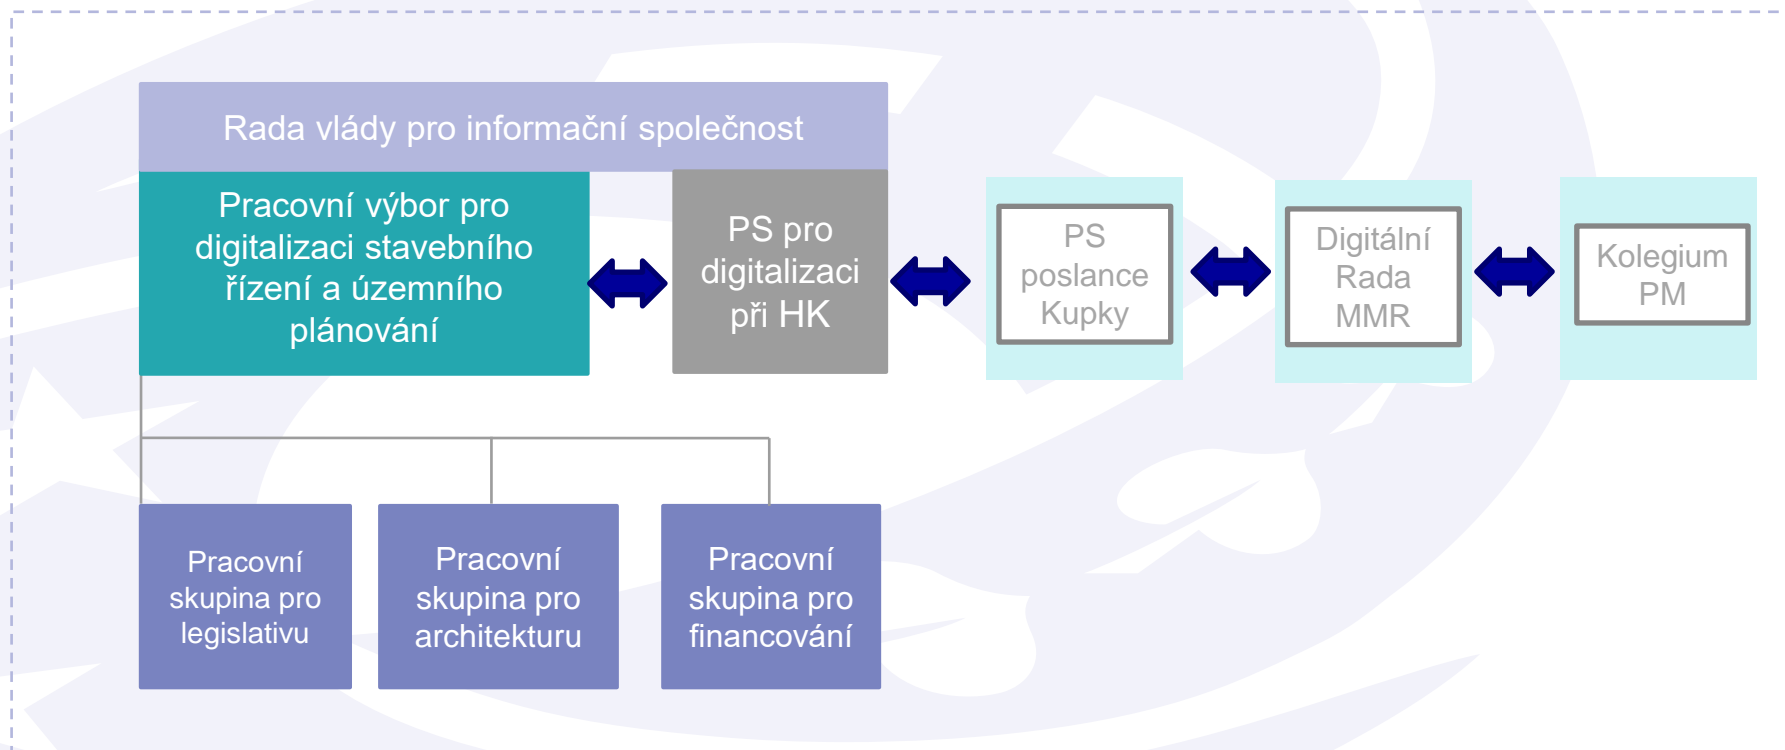 Rada vlády pro informační společnost
Pracovní výbor pro
digitalizaci stavebního
řízení a územního
plánování
PS pro
digitalizaci
při HK
PS
poslance
Kupky
Digitální
Rada
MMR
Kolegium
PM
Pracovní
skupina pro
legislativu
Pracovní
skupina pro
architekturu
Pracovní
skupina pro
financování